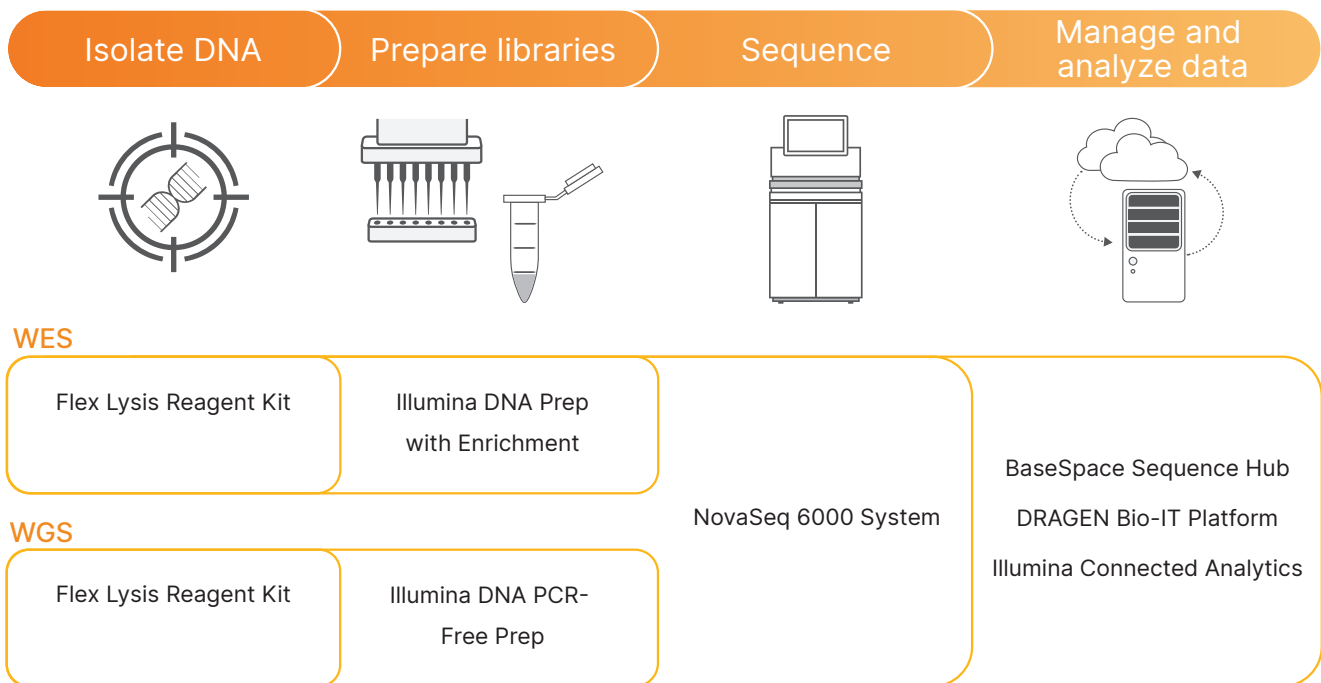 Isolate DNA
Prepare libraries
Sequence
Manage and
analyze data
WES
Flex Lysis Reagent Kit
Illumina DNA Prep
with Enrichment
WGS
Flex Lysis Reagent Kit
Illumina DNA PCR-
Free Prep
NovaSeq 6000 System
BaseSpace Sequence Hub
DRAGEN Bio-IT Platform
Illumina Connected Analytics